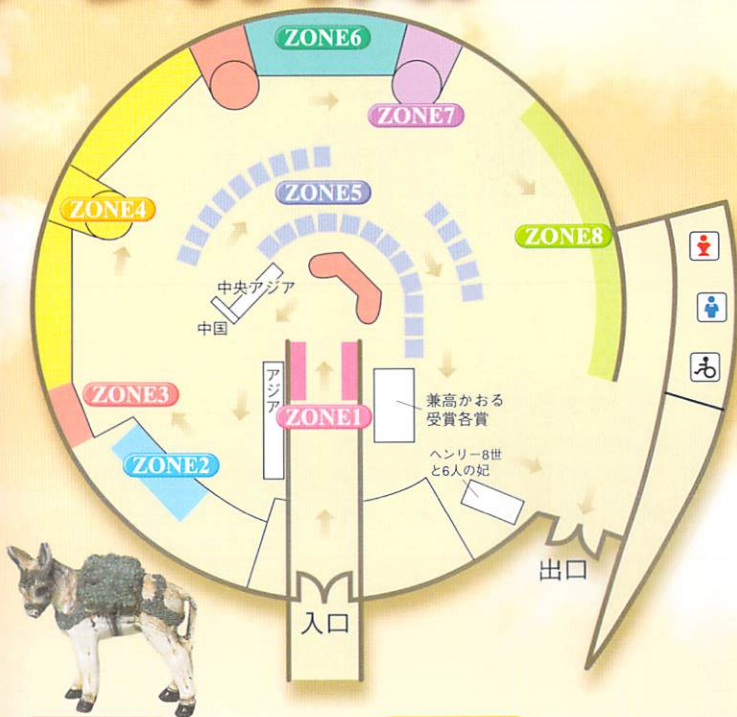 ZONE6
ZONE7
ZONE5
ZONE4
ZONE8
中央アジア
中国
アジア
ZONE3
ZONE1
兼高かおる
受賞各賞
ZONE2
ヘンリー8世
と6人の妃
出口
入口